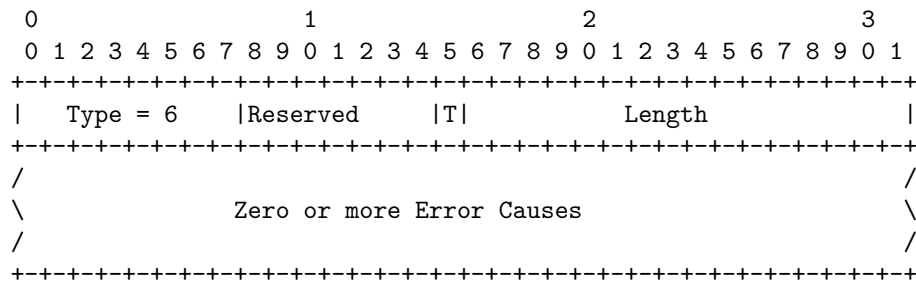 0                   1                   2                   3
 0 1 2 3 4 5 6 7 8 9 0 1 2 3 4 5 6 7 8 9 0 1 2 3 4 5 6 7 8 9 0 1
+-+-+-+-+-+-+-+-+-+-+-+-+-+-+-+-+-+-+-+-+-+-+-+-+-+-+-+-+-+-+-+-+
|   Type = 6    |Reserved     |T|           Length              |
+-+-+-+-+-+-+-+-+-+-+-+-+-+-+-+-+-+-+-+-+-+-+-+-+-+-+-+-+-+-+-+-+
/                                                               /
\               Zero or more Error Causes                       \
/                                                               /
+-+-+-+-+-+-+-+-+-+-+-+-+-+-+-+-+-+-+-+-+-+-+-+-+-+-+-+-+-+-+-+-+